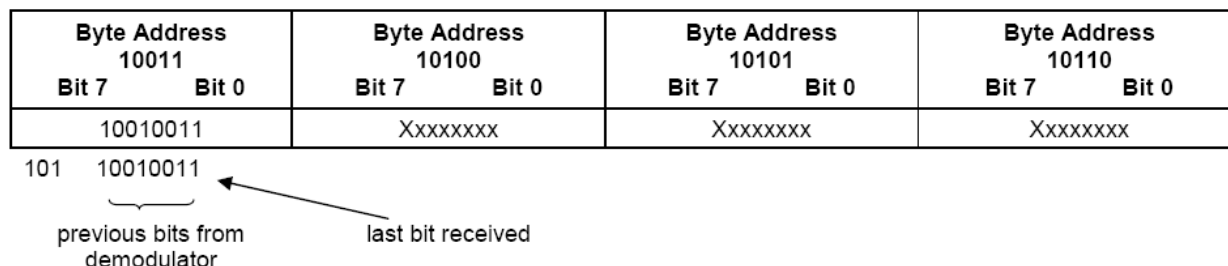 Byte Address Byte Address Byte Address Byte Address
10011 10100 10101 10110
Bit 7 Bit 0 Bit 7 Bit 0 Bit 7 Bit 0 Bit 7 Bit 0
10010011 Xxxxxxxx Xxxxxxxx Xxxxxxxx
101 10010011
previous bits from last bit received
demodulator